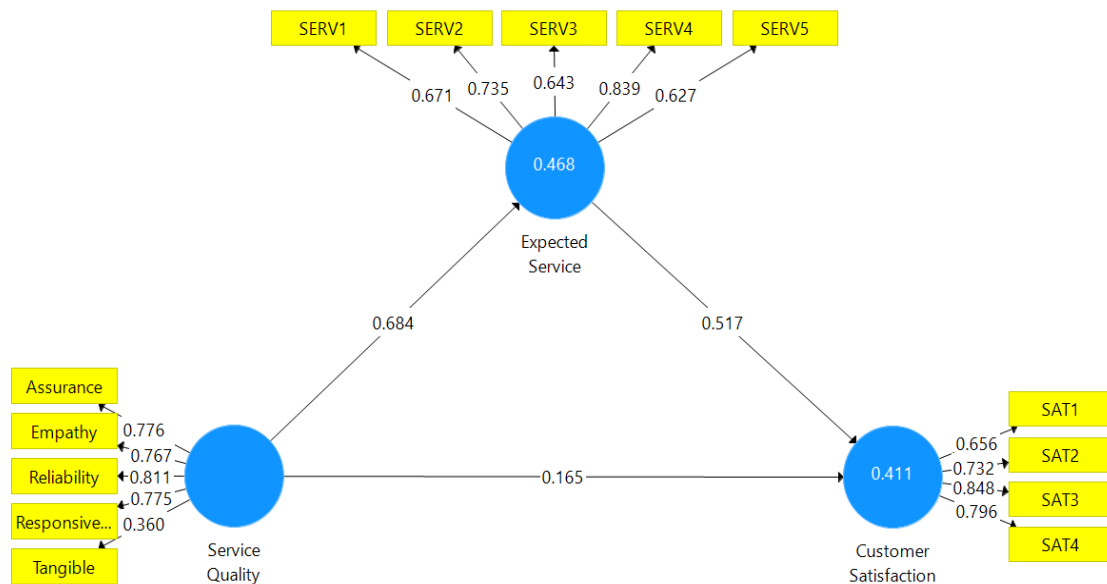 SERV1 SERV2 SERV3 SERV4 SERV5
0.671 0.735 0.643 0.839 0.627
0.468
Expected
Service
0.684 0.517
Assurance
Empathy
Reliability
Responsive...
Tangible
0.776
0.767
0.811
0.775
0.360
Service
Quality
0.165
0.411
Customer
Satisfaction
0.656
0.732
0.848
0.796
SAT1
SAT2
SAT3
SAT4